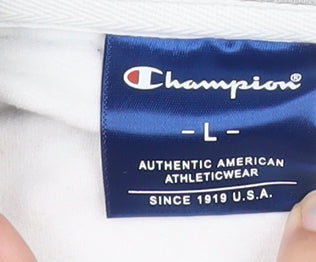 Champion®
- L -
AUTHENTIC AMERICAN
ATHLETICWEAR
SINCE 1919 U.S.A.